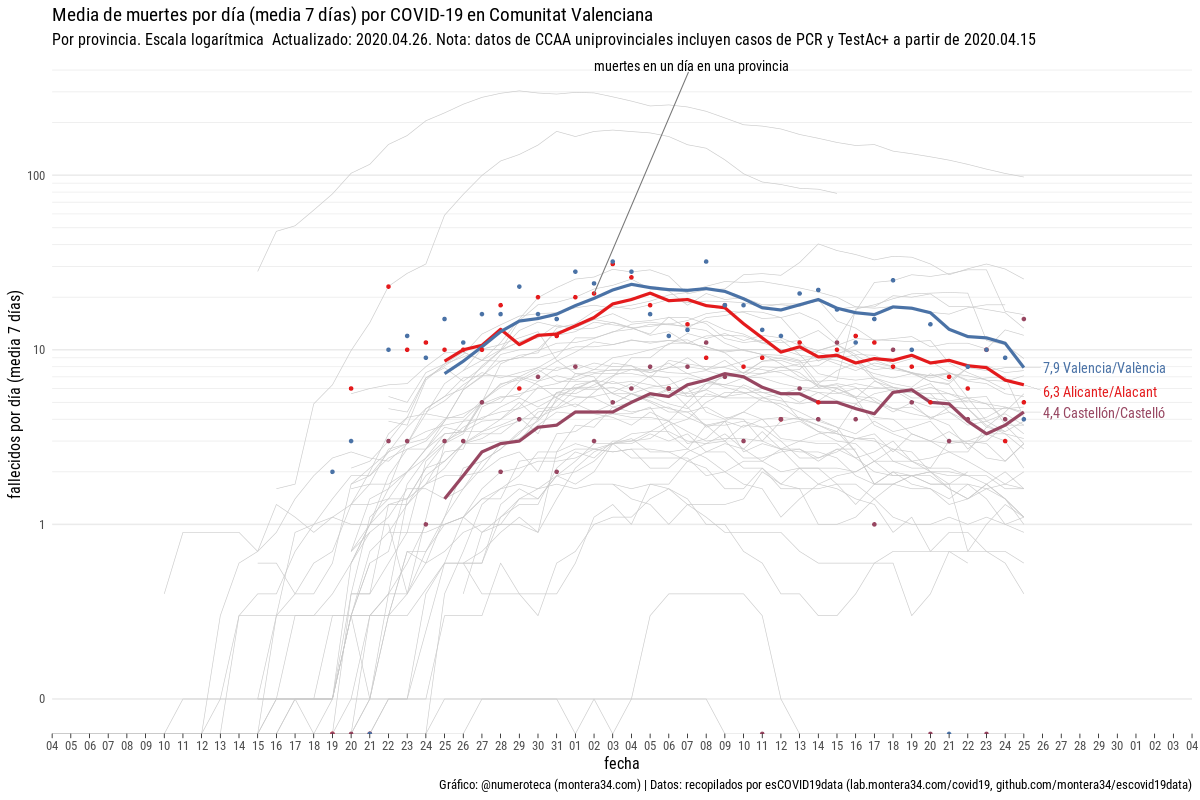 Media de muertes por día (media 7 días) por COVID-19 en Comunitat Valenciana
Por provincia. Escala logarítmica  Actualizado: 2020.04.26. Nota: datos de CCAA uniprovinciales incluyen casos de PCR y TestAc+ a partir de 2020.04.15
muertes en un día en una provincia
fallecidos por día (media  7 días)
100
10
1
0
7,9 Valencia/València
6,3 Alicante/Alacant
4,4 Castellón/Castelló
04 05 06 07 08 09 10 11 12 13 14 15 16 17 18 19 20 21 22 23 24 25 26 27 28 29 30 31 01 02 03 04 05 06 07 08 09 10 11 12 13 14 15 16 17 18 19 20 21 22 23 24 25 26 27 28 29 30 01 02 03 04
fecha
Gráfico: @numeroteca (montera34.com) | Datos: recopilados por esCOVID19data (lab.montera34.com/covid19, github.com/montera34/escovid19data)